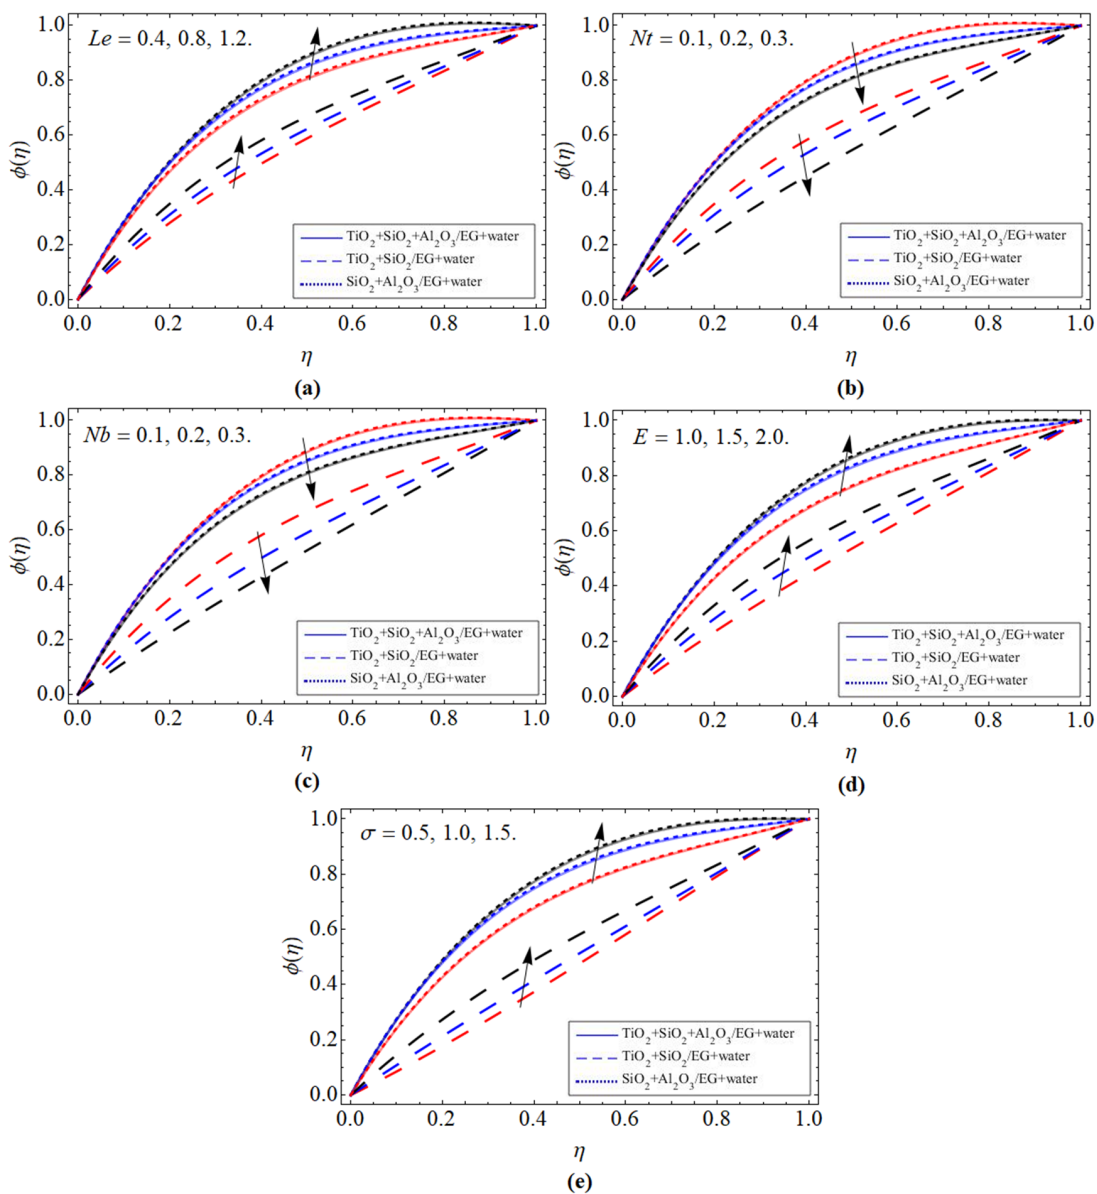 Le = 0.4, 0.8, 1.2.
ϕ(η)
1.0
0.8
0.6
0.4
0.2
0.0
TiO₂+SiO₂+Al₂O₃/EG+water
TiO₂+SiO₂/EG+water
SiO₂+Al₂O₃/EG+water
0.0 0.2 0.4 0.6 0.8 1.0
η
(a)
Nt = 0.1, 0.2, 0.3.
ϕ(η)
1.0
0.8
0.6
0.4
0.2
0.0
TiO₂+SiO₂+Al₂O₃/EG+water
TiO₂+SiO₂/EG+water
SiO₂+Al₂O₃/EG+water
0.0 0.2 0.4 0.6 0.8 1.0
η
(b)
Nb = 0.1, 0.2, 0.3.
ϕ(η)
1.0
0.8
0.6
0.4
0.2
0.0
TiO₂+SiO₂+Al₂O₃/EG+water
TiO₂+SiO₂/EG+water
SiO₂+Al₂O₃/EG+water
0.0 0.2 0.4 0.6 0.8 1.0
η
(c)
E = 1.0, 1.5, 2.0.
ϕ(η)
1.0
0.8
0.6
0.4
0.2
0.0
TiO₂+SiO₂+Al₂O₃/EG+water
TiO₂+SiO₂/EG+water
SiO₂+Al₂O₃/EG+water
0.0 0.2 0.4 0.6 0.8 1.0
η
(d)
σ = 0.5, 1.0, 1.5.
ϕ(η)
1.0
0.8
0.6
0.4
0.2
0.0
TiO₂+SiO₂+Al₂O₃/EG+water
TiO₂+SiO₂/EG+water
SiO₂+Al₂O₃/EG+water
0.0 0.2 0.4 0.6 0.8 1.0
η
(e)